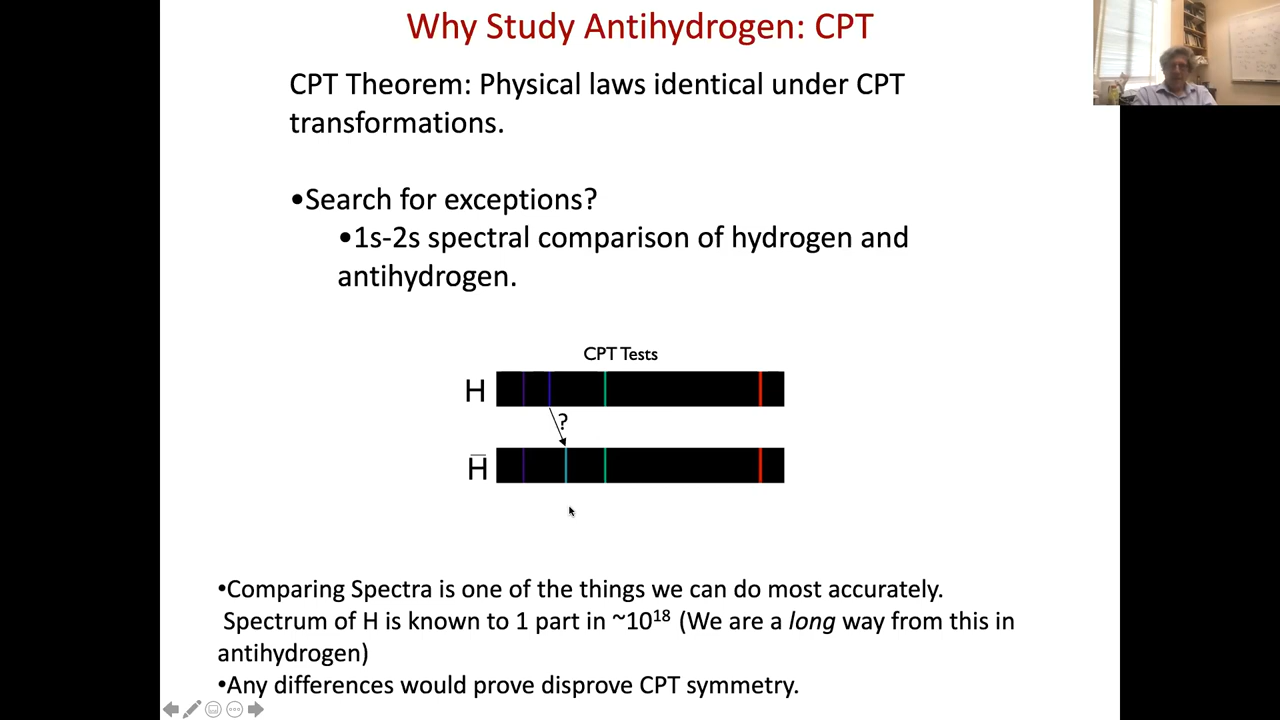 Why Study Antihydrogen: CPT
CPT Theorem: Physical laws identical under CPT
transformations.
•Search for exceptions?
•1s-2s spectral comparison of hydrogen and
antihydrogen.
CPT Tests
H
?
H̅
•Comparing Spectra is one of the things we can do most accurately.
Spectrum of H is known to 1 part in ~10¹⁸ (We are a long way from this in
antihydrogen)
•Any differences would prove disprove CPT symmetry.